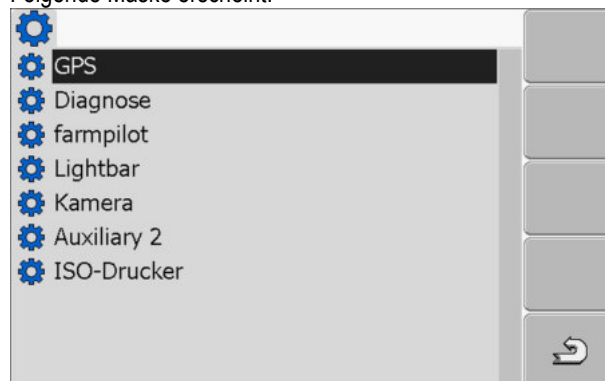 Folgende Maske erscheint:
GPS
Diagnose
farmpilot
Lightbar
Kamera
Auxiliary 2
ISO-Drucker